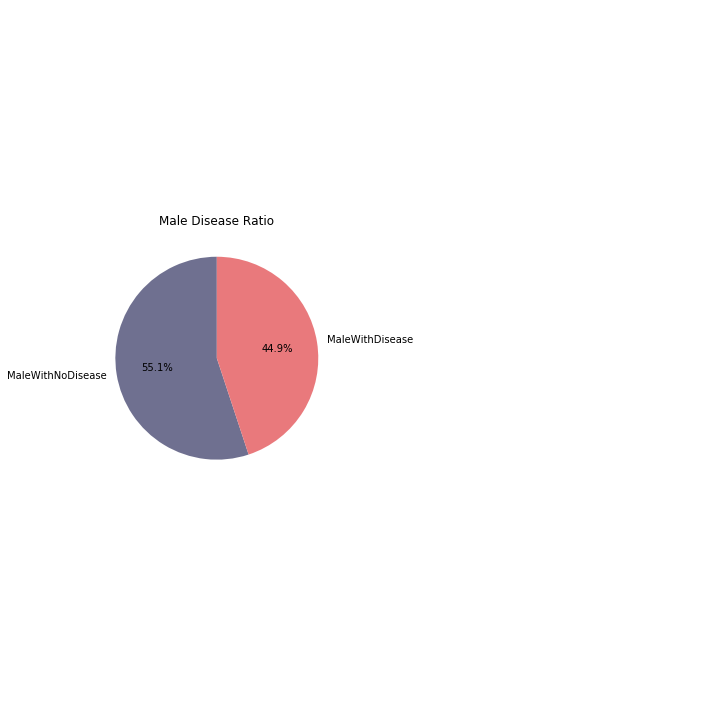 Male Disease Ratio
MaleWithDisease
44.9%
55.1%
MaleWithNoDisease